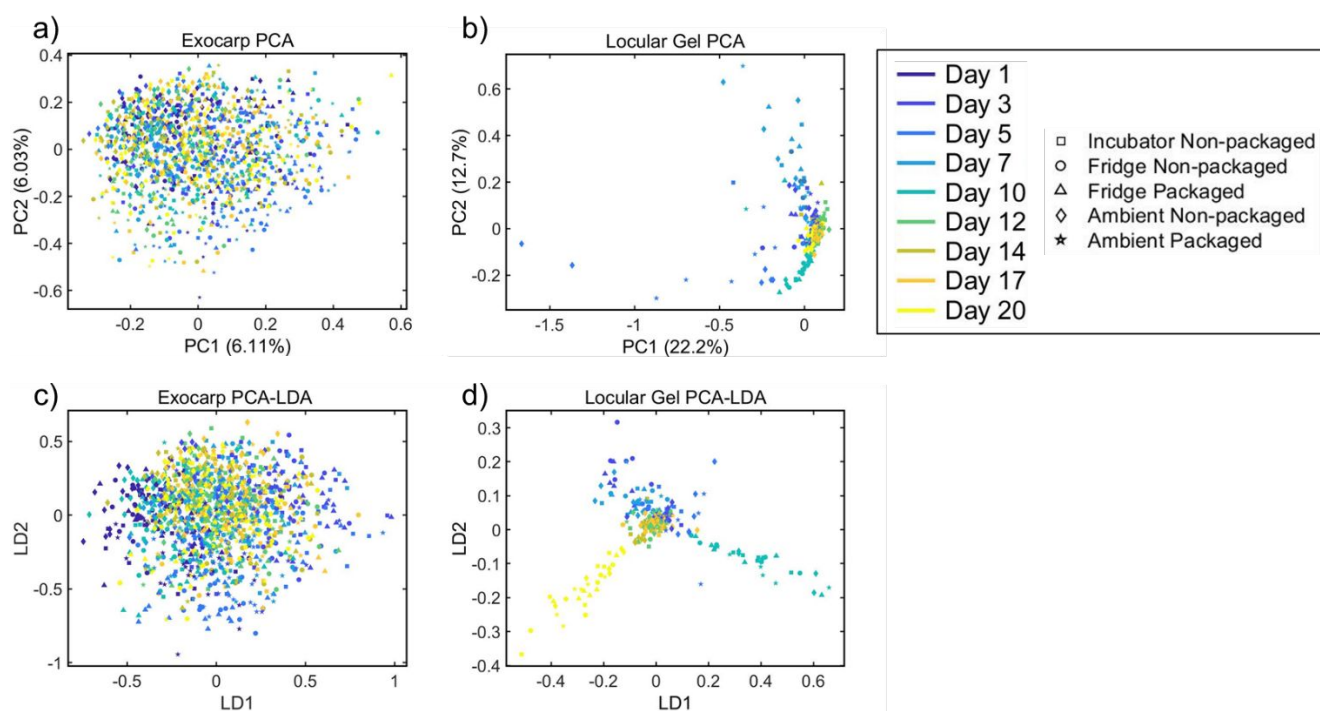 a)
Exocarp PCA
0.4
0.2
0
-0.2
-0.4
-0.6
PC2 (6.03%)
-0.2
0
0.2
0.4
0.6
PC1 (6.11%)
b)
Locular Gel PCA
0.6
0.4
0.2
0
-0.2
PC2 (12.7%)
-1.5
-1
-0.5
0
PC1 (22.2%)
Day 1
Day 3
Day 5
Day 7
Day 10
Day 12
Day 14
Day 17
Day 20
Incubator Non-packaged
Fridge Non-packaged
Fridge Packaged
Ambient Non-packaged
Ambient Packaged
c)
Exocarp PCA-LDA
0.5
0
-0.5
-1
LD2
-0.5
0
0.5
1
LD1
d)
Locular Gel PCA-LDA
0.3
0.2
0.1
0
-0.1
-0.2
-0.3
-0.4
LD2
-0.4
-0.2
0
0.2
0.4
0.6
LD1